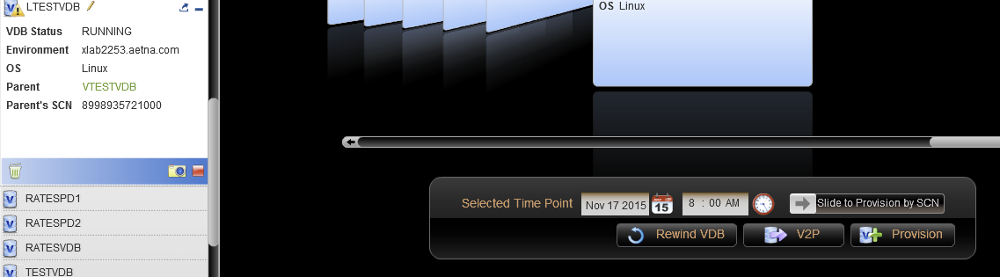 LTESTVDB
VDB Status RUNNING
Environment xlab2253.aetna.com
OS Linux
Parent VTESTVDB
Parent's SCN 8998935721000
RATESPD1
RATESPD2
RATESVDB
TESTVDB
OS Linux
Selected Time Point Nov 17 2015 JULY 15 8 : 00 AM Slide to Provision by SCN
Rewind VDB V2P Provision